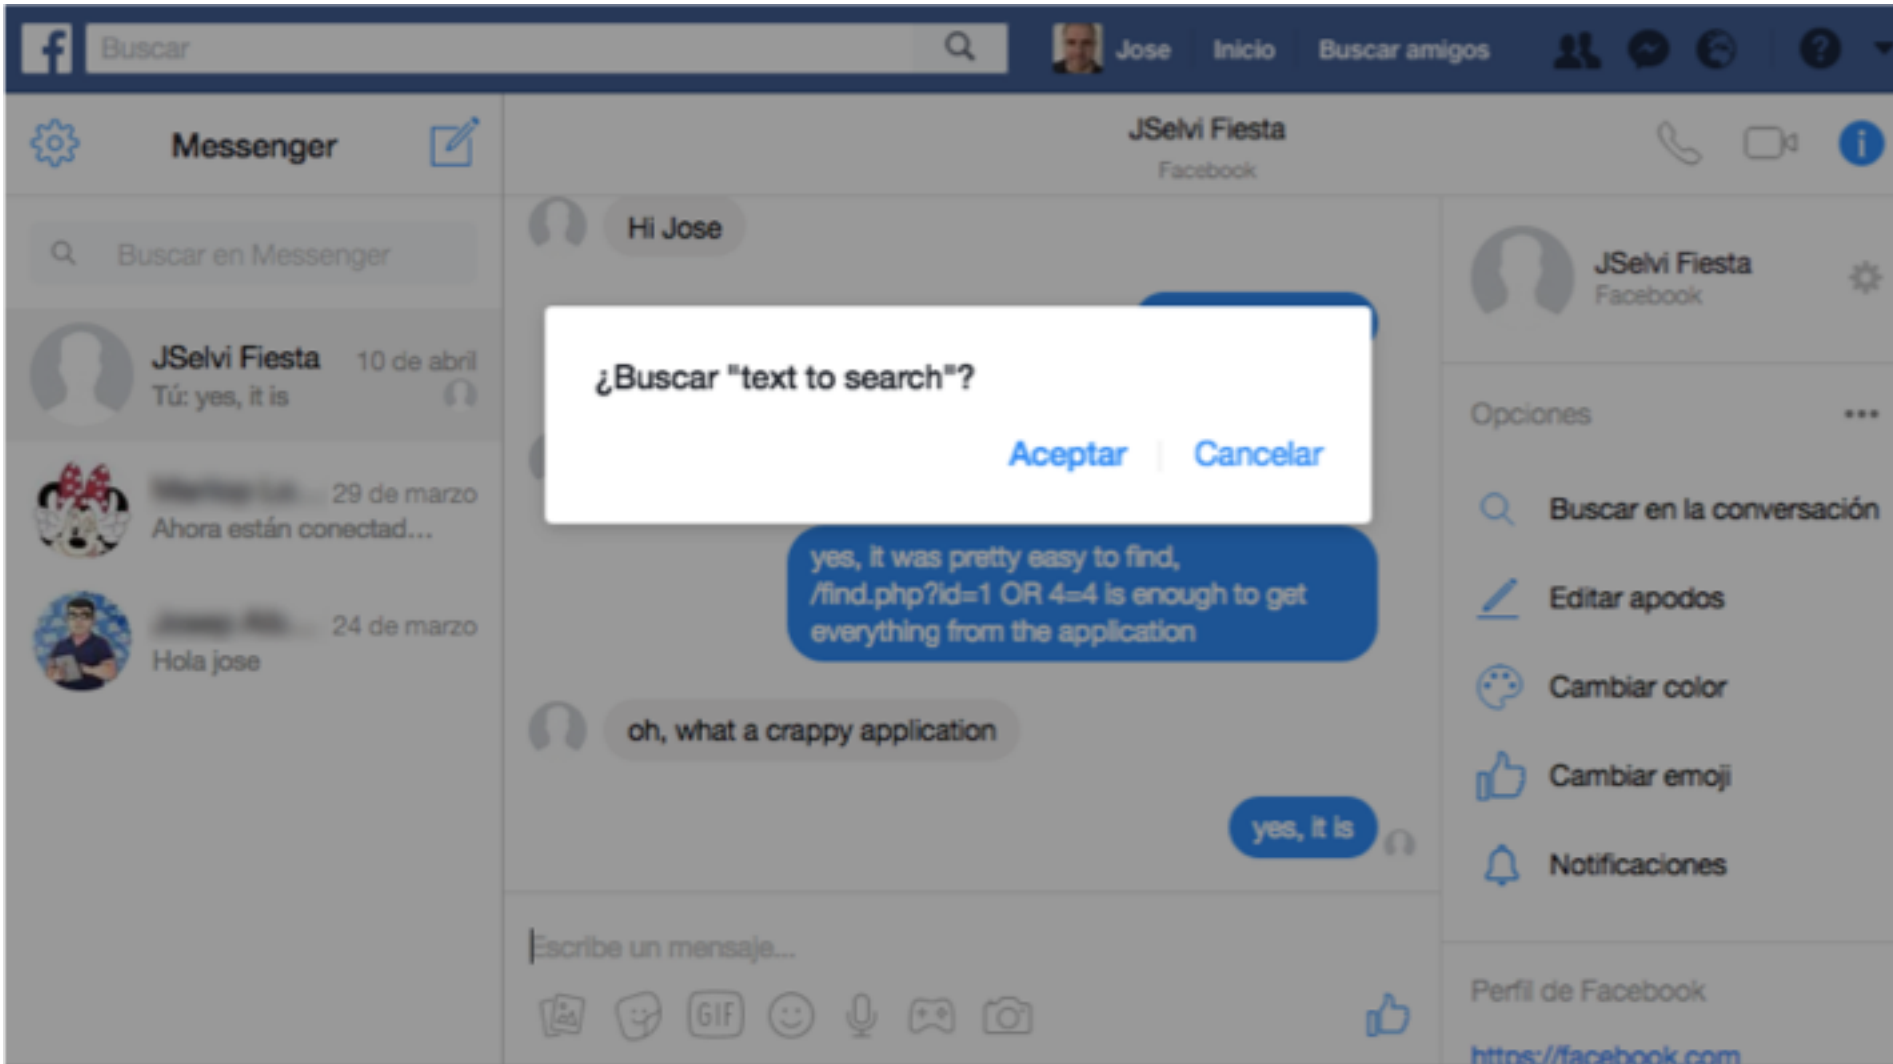 f
Buscar
Jose
Inicio
Buscar amigos
?
Messenger
Buscar en Messenger
JSelvi Fiesta 10 de abril
Tú: yes, it is
29 de marzo
Ahora están conectad...
24 de marzo
Hola jose
JSelvi Fiesta
Facebook
Hi Jose
¿Buscar "text to search"?
Aceptar
Cancelar
yes, it was pretty easy to find,
/find.php?id=1 OR 4=4 is enough to get
everything from the application
oh, what a crappy application
yes, it is
Escribe un mensaje...
GIF
i
JSelvi Fiesta
Facebook
Opciones
Buscar en la conversación
Editar apodos
Cambiar color
Cambiar emoji
Notificaciones
Perfil de Facebook
https://facebook.com